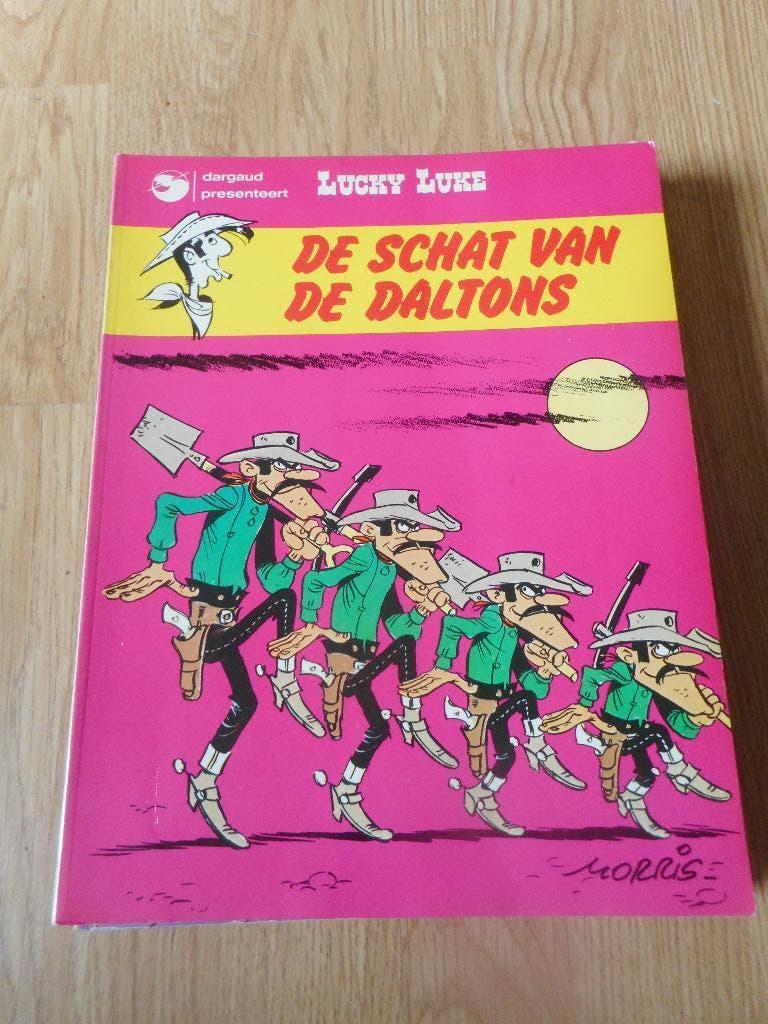 dargaud
presenteert
LUCKY LUKE
DE SCHAT VAN
DE DALTONS
MORRIS